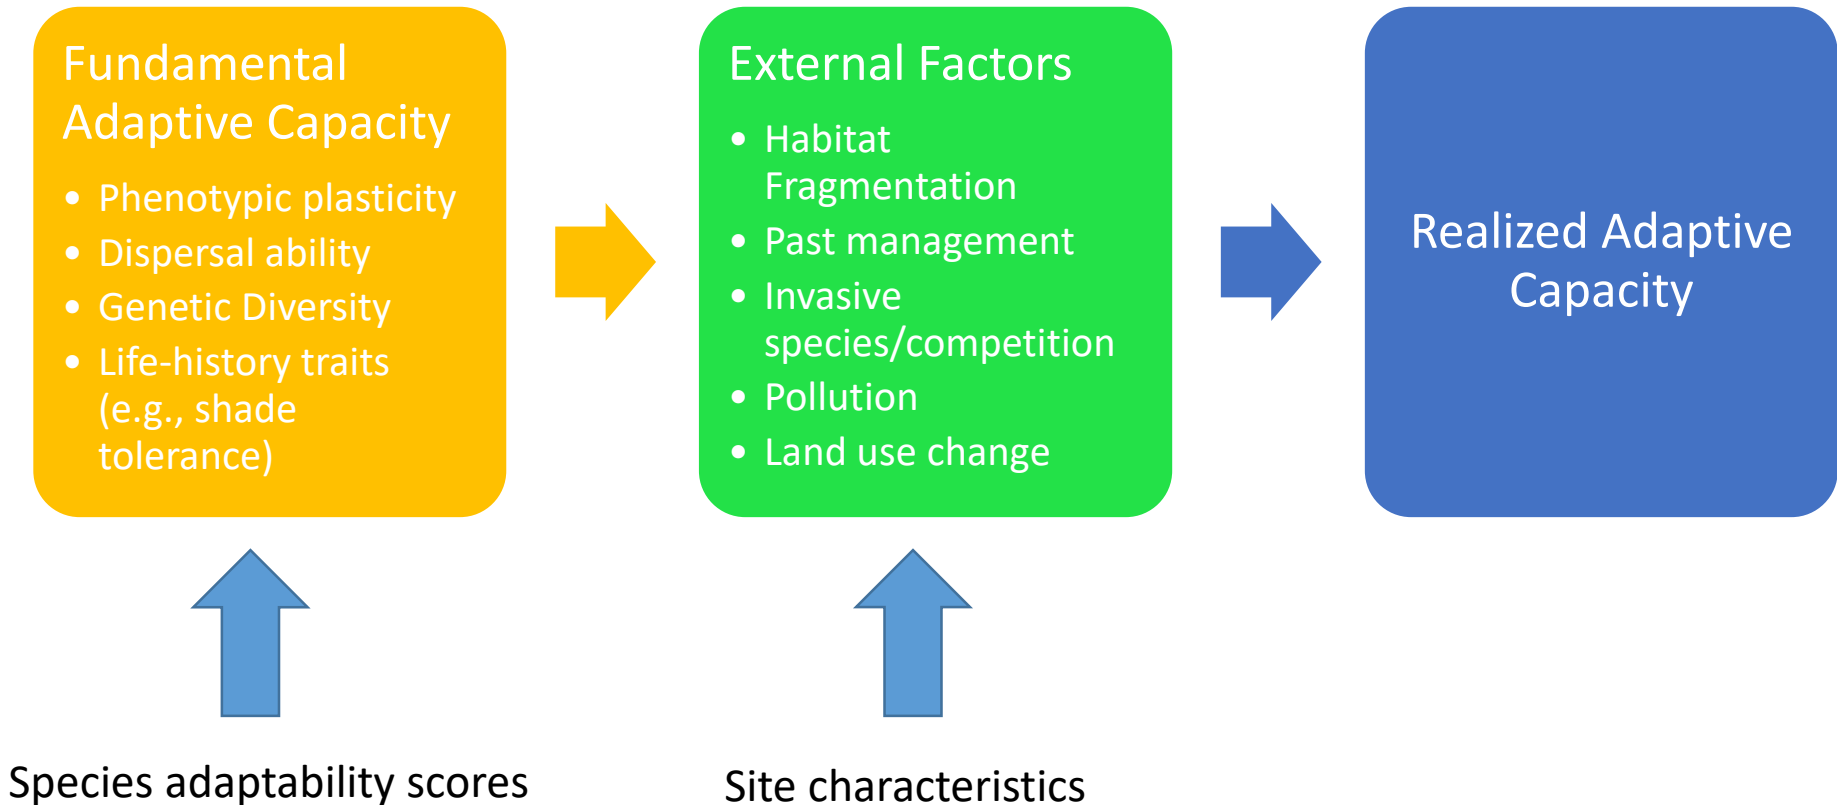 Fundamental
Adaptive Capacity
• Phenotypic plasticity
• Dispersal ability
• Genetic Diversity
• Life-history traits
(e.g., shade
tolerance)
External Factors
• Habitat
Fragmentation
• Past management
• Invasive
species/competition
• Pollution
• Land use change
Realized Adaptive
Capacity
Species adaptability scores
Site characteristics